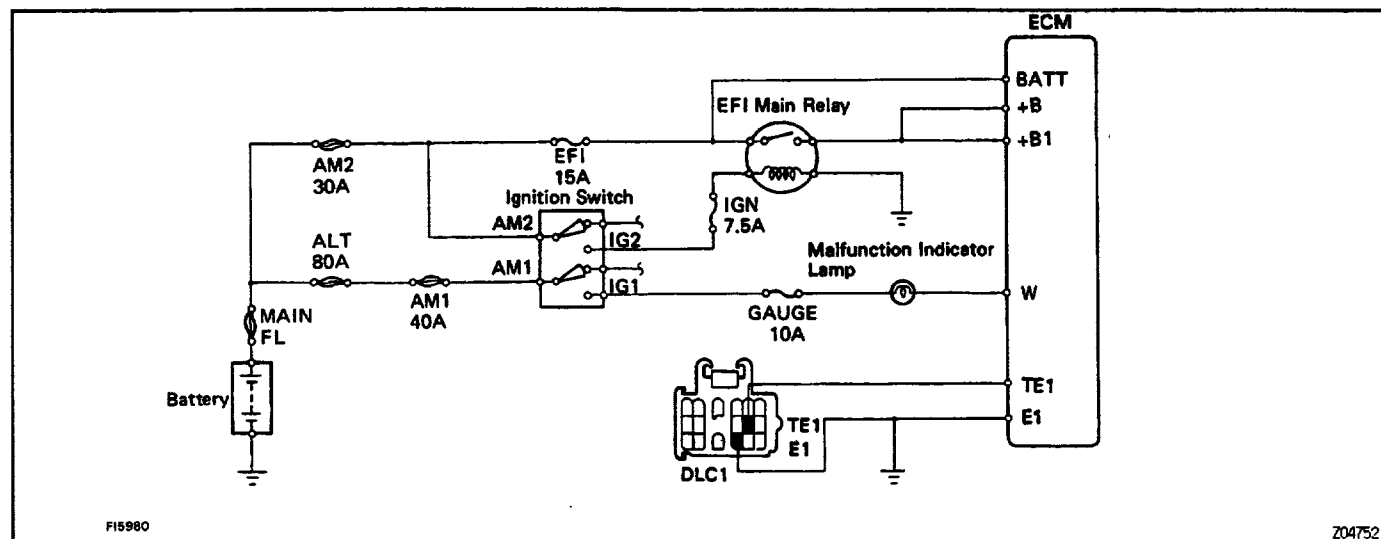 ECM
BATT
EFI Main Relay
+B
+B1
AM2
30A
EFI
15A
Ignition Switch
IGN
7.5A
AM2
IG2
ALT
80A
Malfunction Indicator
Lamp
AM1
IG1
W
AM1
40A
GAUGE
10A
MAIN
FL
Battery
TE1
TE1
E1
E1
DLC1
FI5980
Z04752